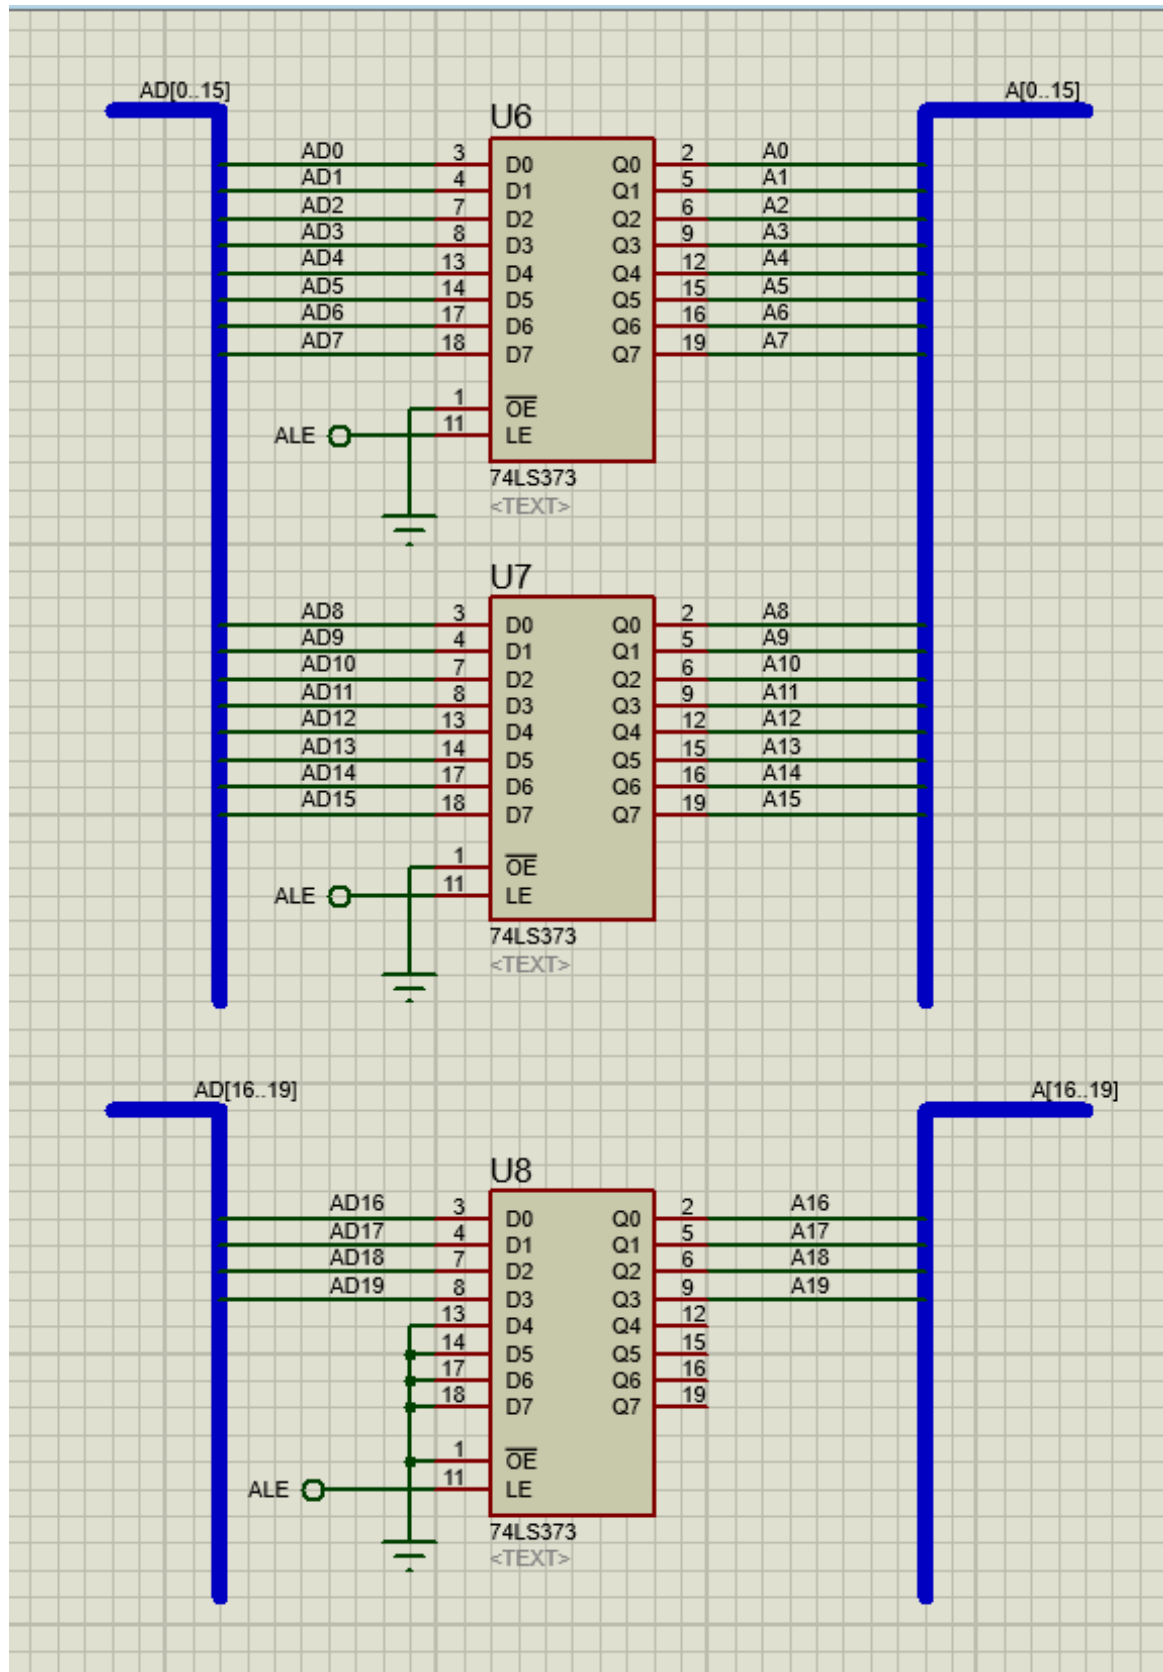 AD[0..15] A[0..15]
U6
AD0 3 D0 Q0 2 A0
AD1 4 D1 Q1 5 A1
AD2 7 D2 Q2 6 A2
AD3 8 D3 Q3 9 A3
AD4 13 D4 Q4 12 A4
AD5 14 D5 Q5 15 A5
AD6 17 D6 Q6 16 A6
AD7 18 D7 Q7 19 A7
1 OE
ALE 11 LE
74LS373
<TEXT>
U7
AD8 3 D0 Q0 2 A8
AD9 4 D1 Q1 5 A9
AD10 7 D2 Q2 6 A10
AD11 8 D3 Q3 9 A11
AD12 13 D4 Q4 12 A12
AD13 14 D5 Q5 15 A13
AD14 17 D6 Q6 16 A14
AD15 18 D7 Q7 19 A15
1 OE
ALE 11 LE
74LS373
<TEXT>
AD[16..19] A[16..19]
U8
AD16 3 D0 Q0 2 A16
AD17 4 D1 Q1 5 A17
AD18 7 D2 Q2 6 A18
AD19 8 D3 Q3 9 A19
13 D4 Q4 12
14 D5 Q5 15
17 D6 Q6 16
18 D7 Q7 19
1 OE
ALE 11 LE
74LS373
<TEXT>